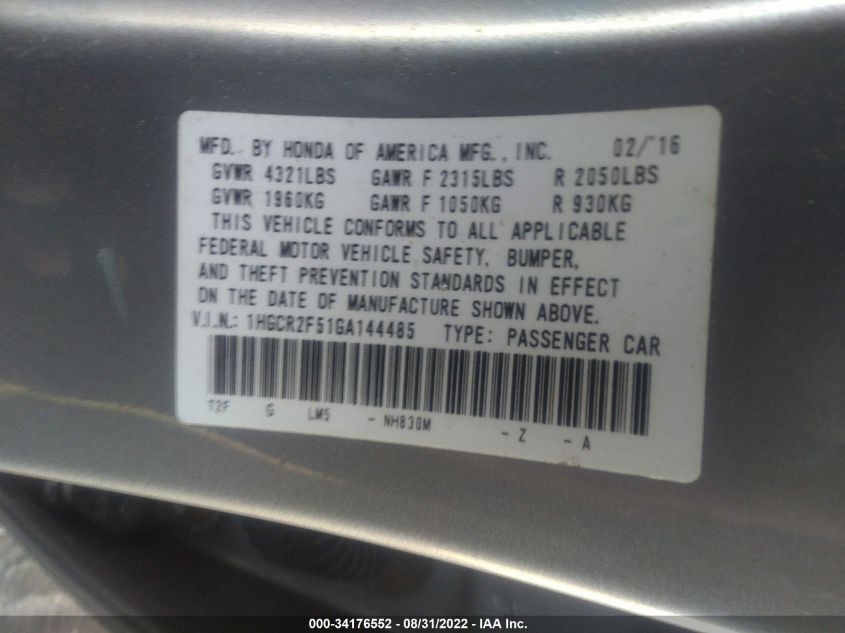 MFD. BY HONDA OF AMERICA MFG., INC. 02/'16
GVWR 4321LBS GAWR F 2315LBS R 2050LBS
GVWR 1960KG GAWR F 1050KG R 930KG
THIS VEHICLE CONFORMS TO ALL APPLICABLE
FEDERAL MOTOR VEHICLE SAFETY, BUMPER,
AND THEFT PREVENTION STANDARDS IN EFFECT
ON THE DATE OF MANUFACTURE SHOWN ABOVE.
V.I.N.: 1HGCR2F51GA144485 TYPE: PASSENGER CAR
T2F G LM5 - NH830M - Z - A
000-34176552 - 08/31/2022 - IAA Inc.